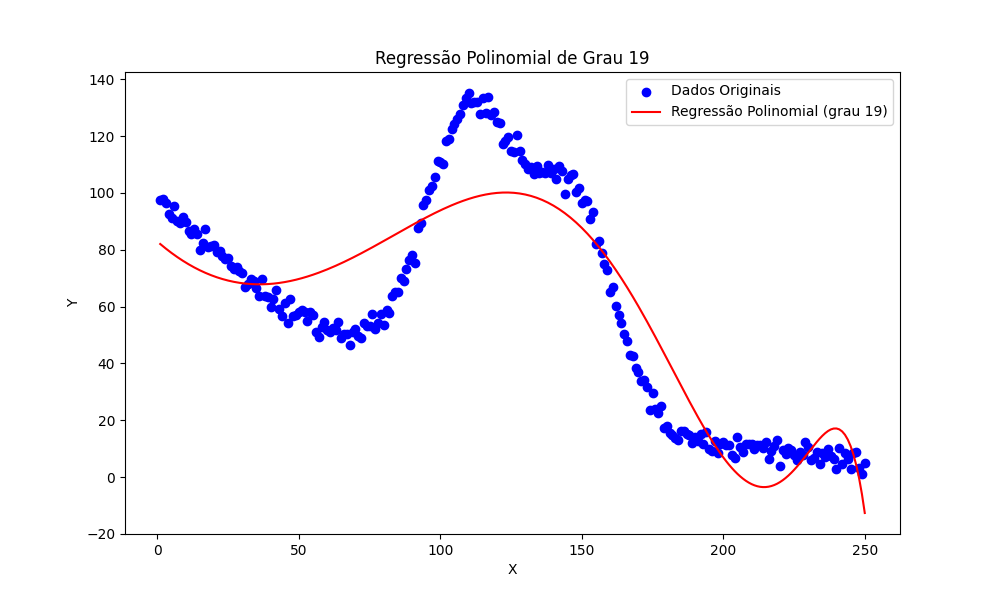 Regressão Polinomial de Grau 19
Dados Originais
Regressão Polinomial (grau 19)
Y
140
120
100
80
60
40
20
0
−20
0 50 100 150 200 250
X